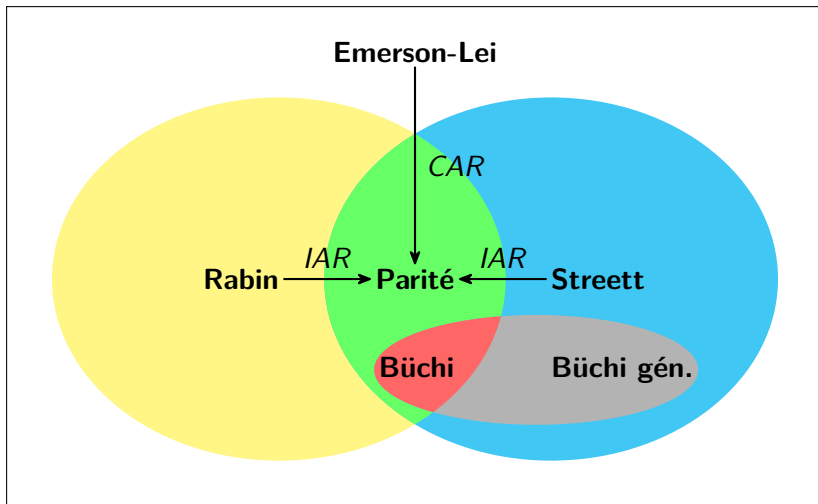 Emerson-Lei
CAR
Rabin IAR Parité IAR Streett
Büchi Büchi gén.